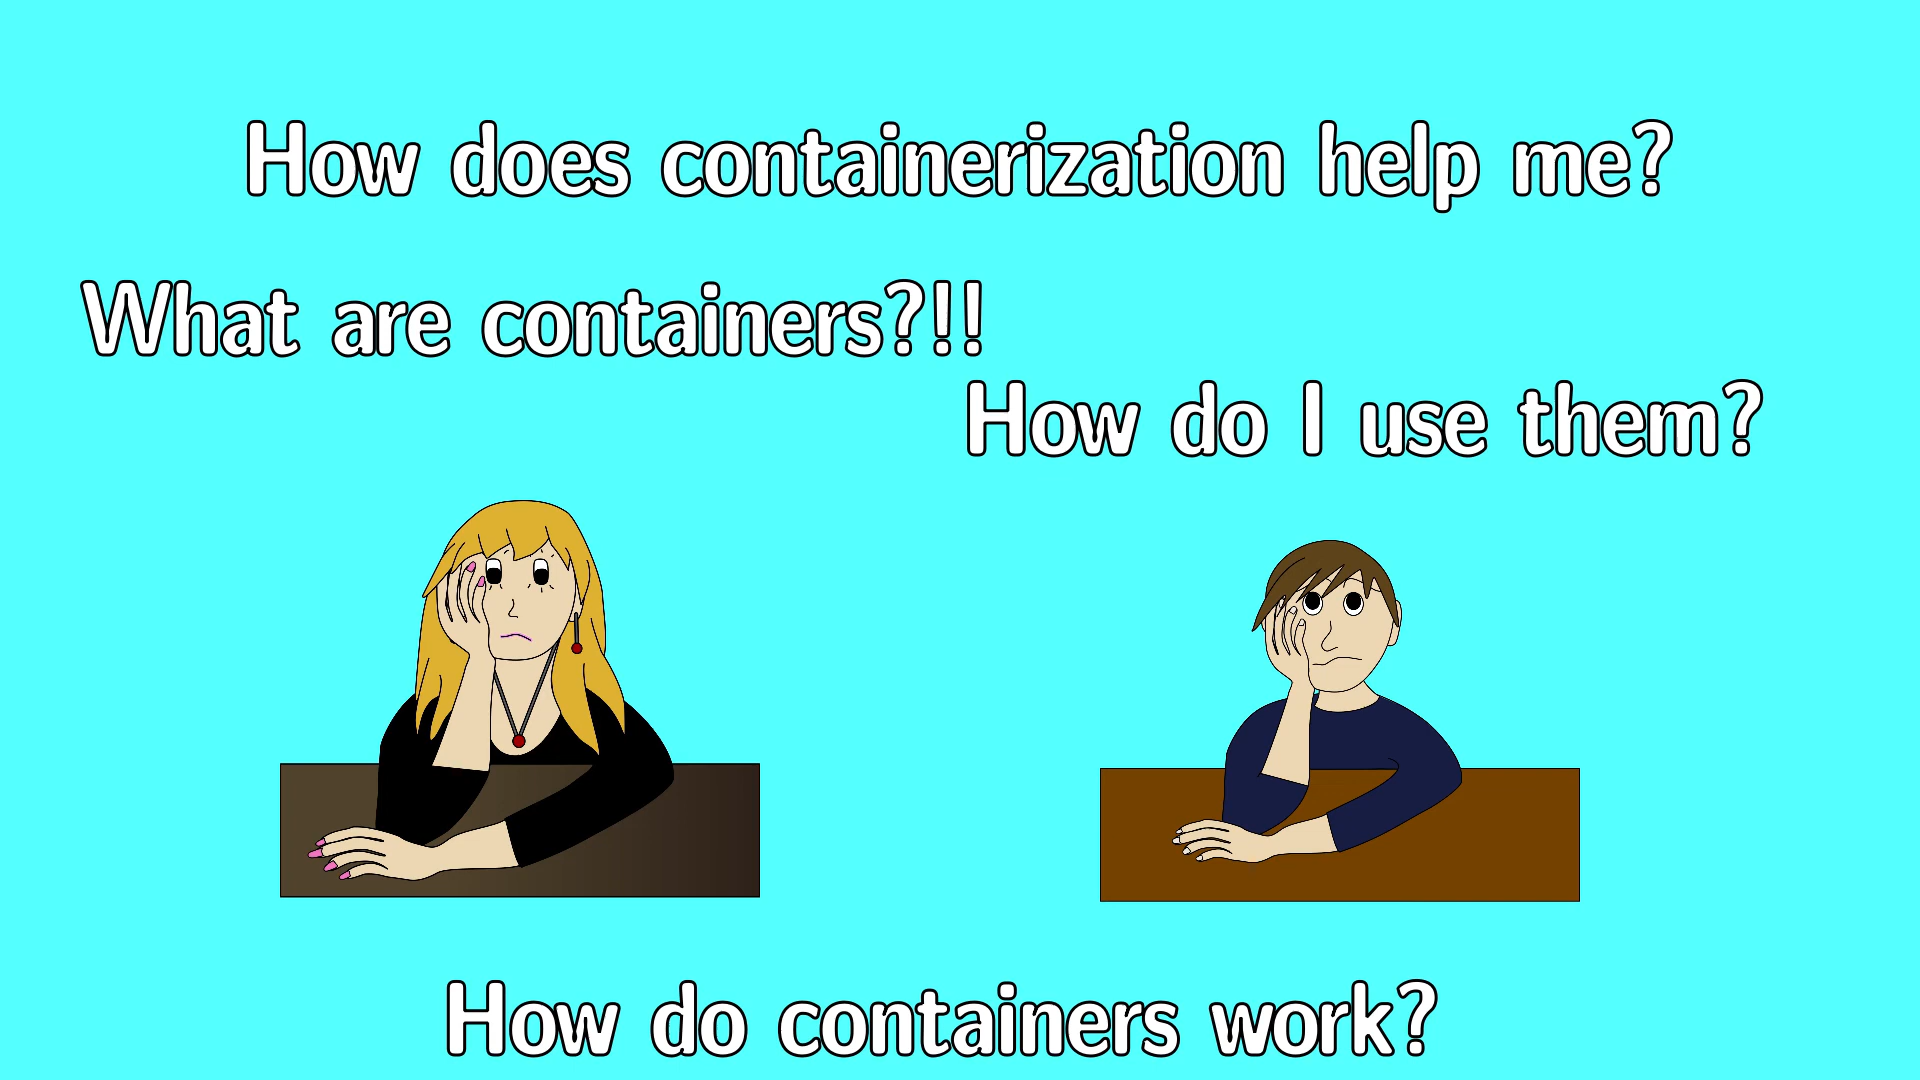 How does containerization help me?
What are containers?!!
How do I use them?
How do containers work?